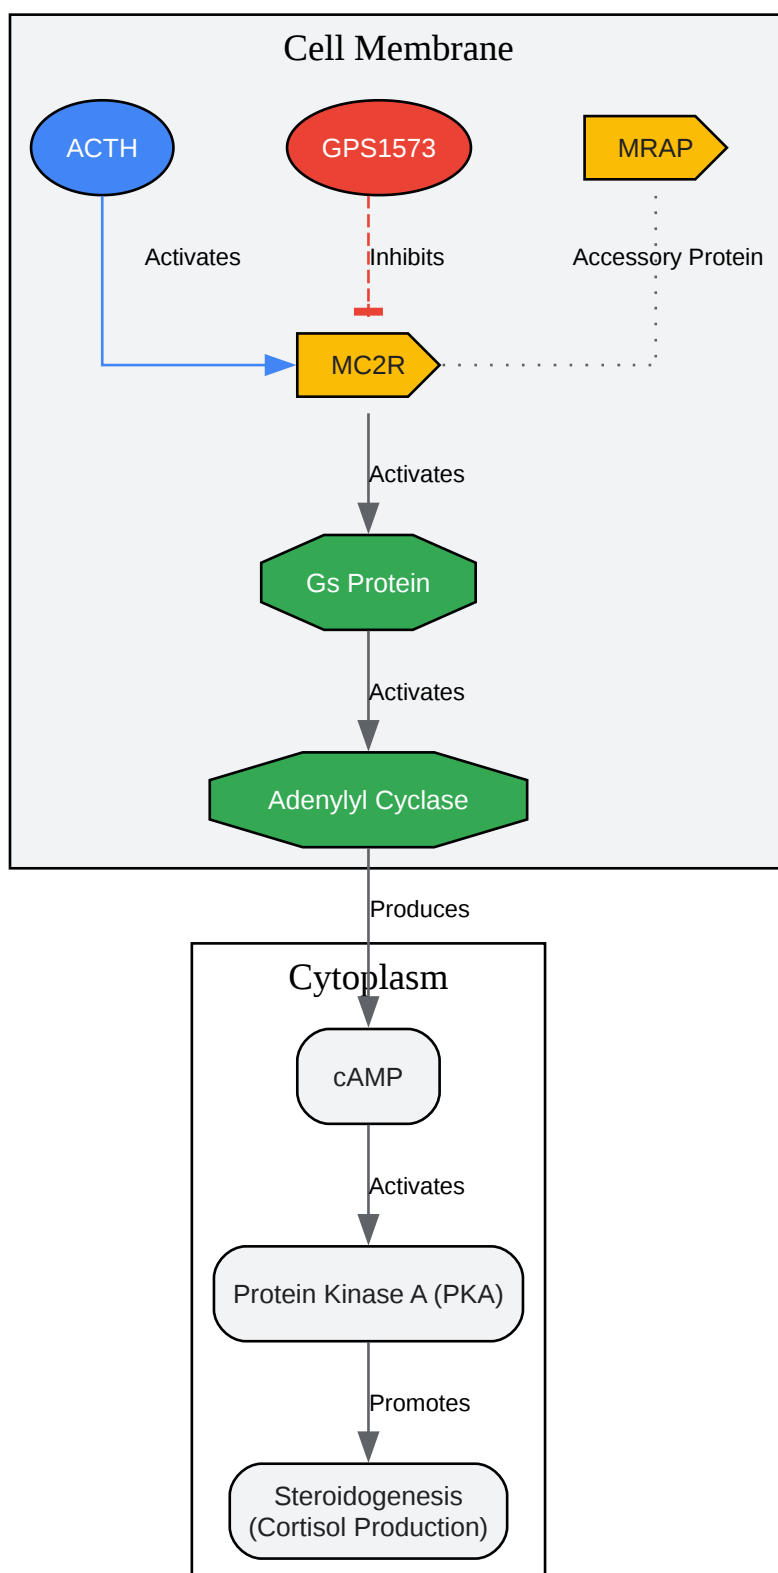 Cell Membrane
ACTH
GPS1573
MRAP
Activates
Inhibits
Accessory Protein
MC2R
Activates
Gs Protein
Activates
Adenylyl Cyclase
Produces
Cytoplasm
cAMP
Activates
Protein Kinase A (PKA)
Promotes
Steroidogenesis
(Cortisol Production)